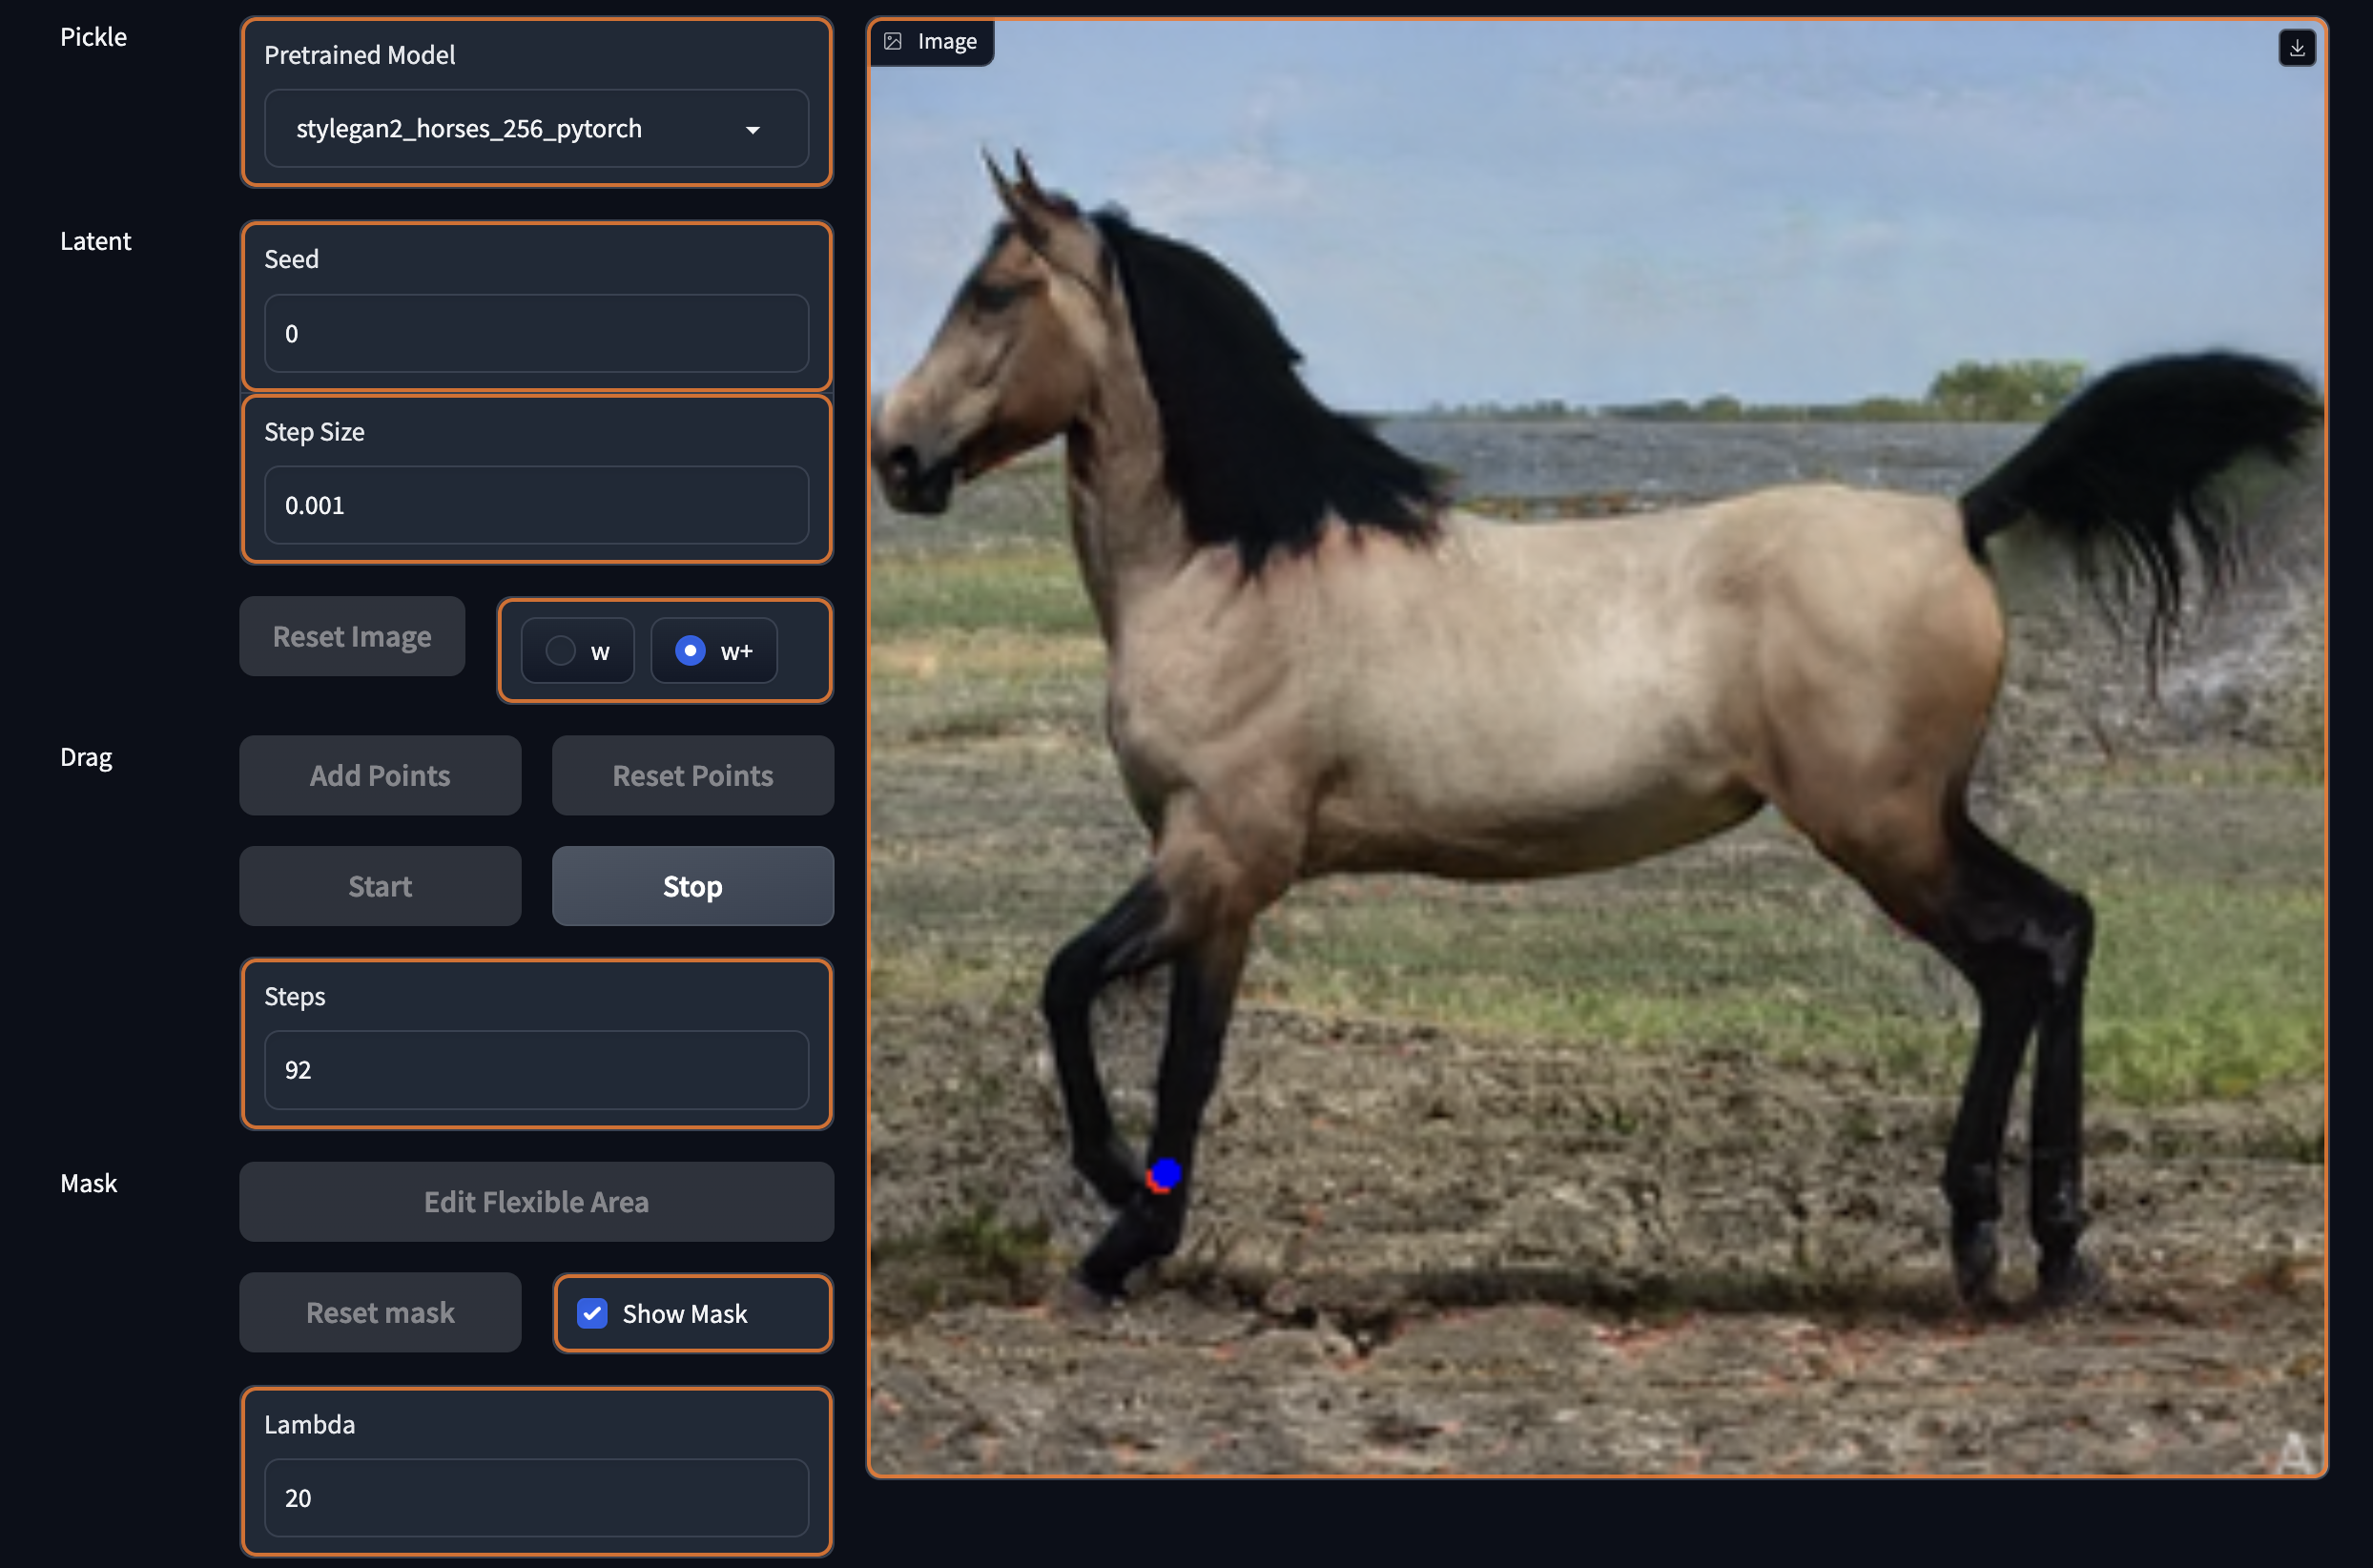 Pickle
Pretrained Model
stylegan2_horses_256_pytorch
Latent
Seed
0
Step Size
0.001
Reset Image
w
w+
Drag
Add Points
Reset Points
Start
Stop
Steps
92
Mask
Edit Flexible Area
Reset mask
Show Mask
Lambda
20
Image
A